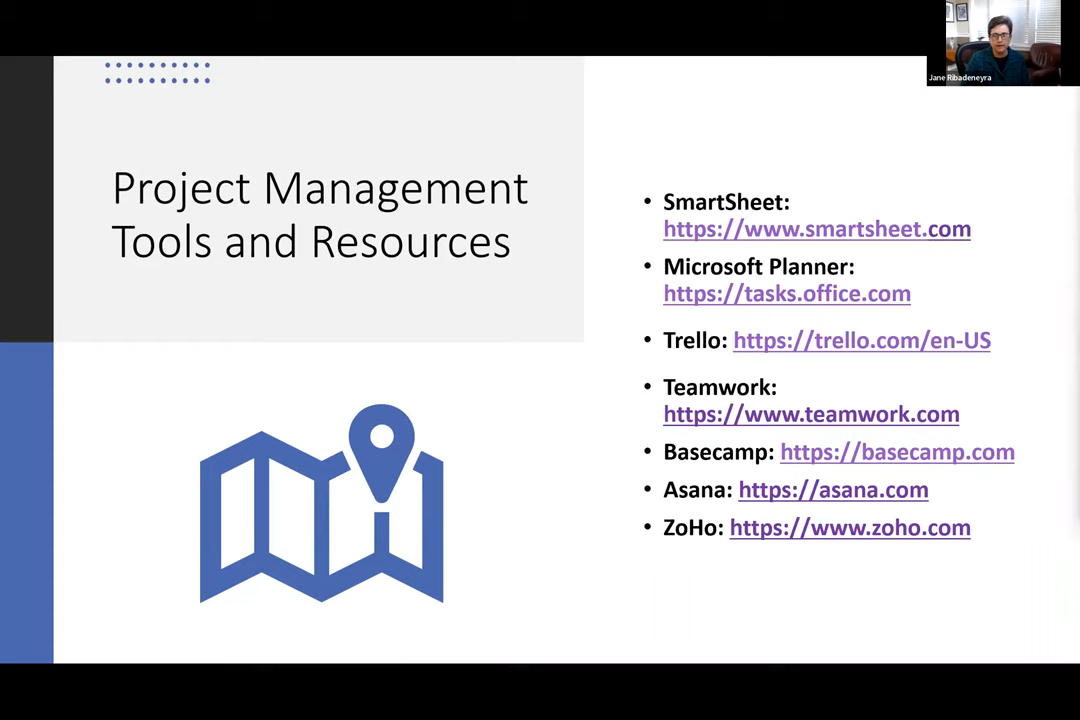 Jane Ribadeneyra
Project Management
Tools and Resources
• SmartSheet:
https://www.smartsheet.com
• Microsoft Planner:
https://tasks.office.com
• Trello: https://trello.com/en-US
• Teamwork:
https://www.teamwork.com
• Basecamp: https://basecamp.com
• Asana: https://asana.com
• ZoHo: https://www.zoho.com